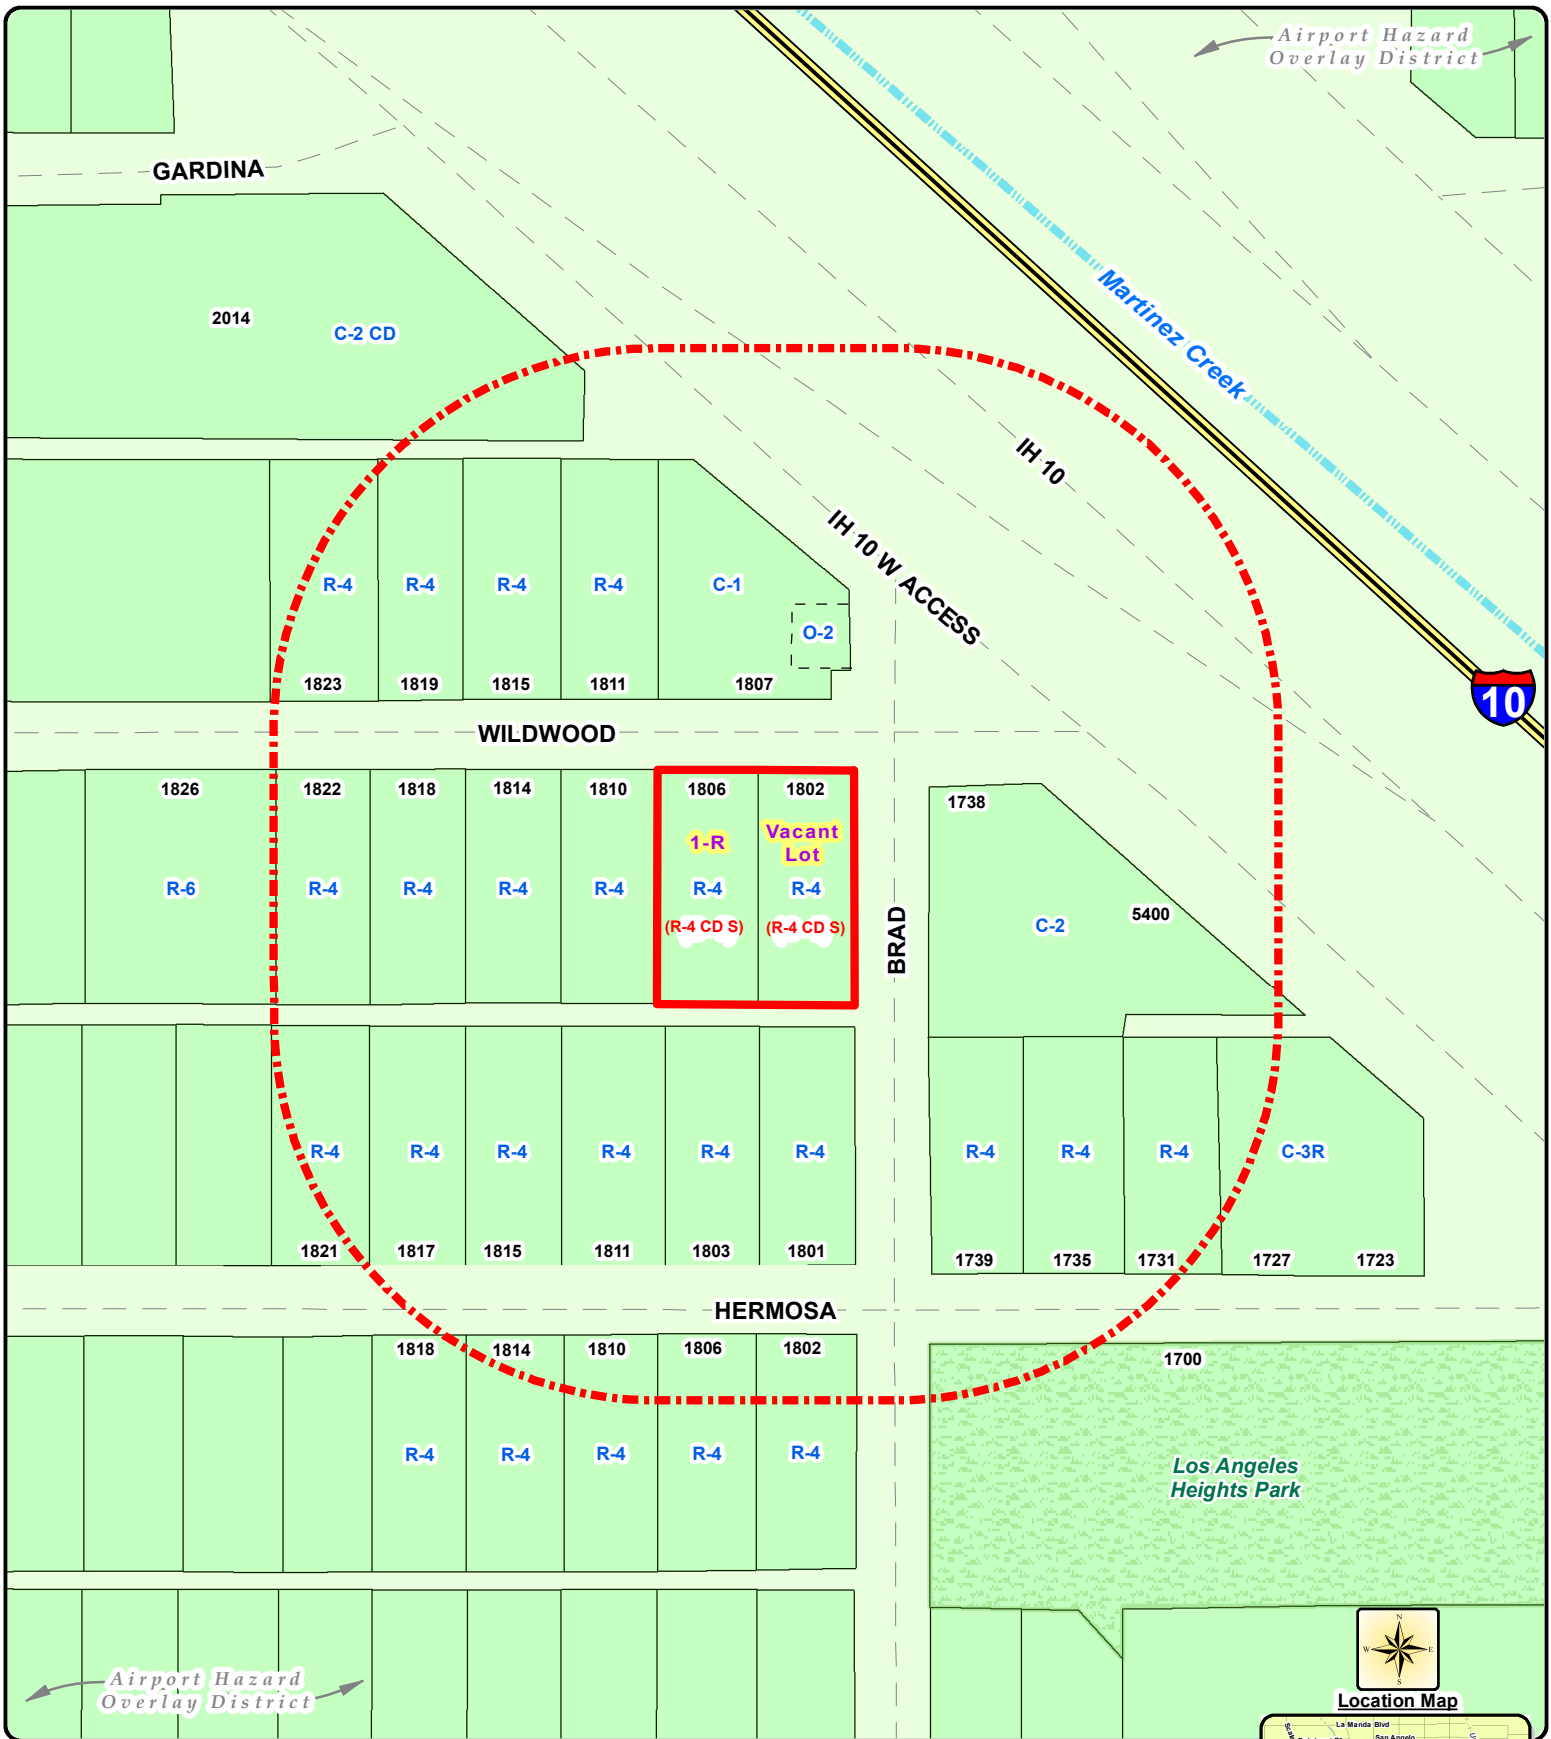 Airport Hazard
Overlay District
GARDINA
2014
C-2 CD
Martinez Creek
IH 10
IH 10 W ACCESS
R-4
R-4
R-4
R-4
C-1
O-2
1823
1819
1815
1811
1807
10
WILDWOOD
1826
1822
1818
1814
1810
1806
1802
1738
1-R
Vacant
Lot
R-6
R-4
R-4
R-4
R-4
R-4
R-4
(R-4 CD S)
(R-4 CD S)
BRAD
C-2
5400
R-4
R-4
R-4
R-4
R-4
R-4
R-4
R-4
R-4
C-3R
1821
1817
1815
1811
1803
1801
1739
1735
1731
1727
1723
HERMOSA
1818
1814
1810
1806
1802
1700
R-4
R-4
R-4
R-4
R-4
Los Angeles
Heights Park
Airport Hazard
Overlay District
N
W
E
S
Location Map
La Manda Blvd
San Angelo